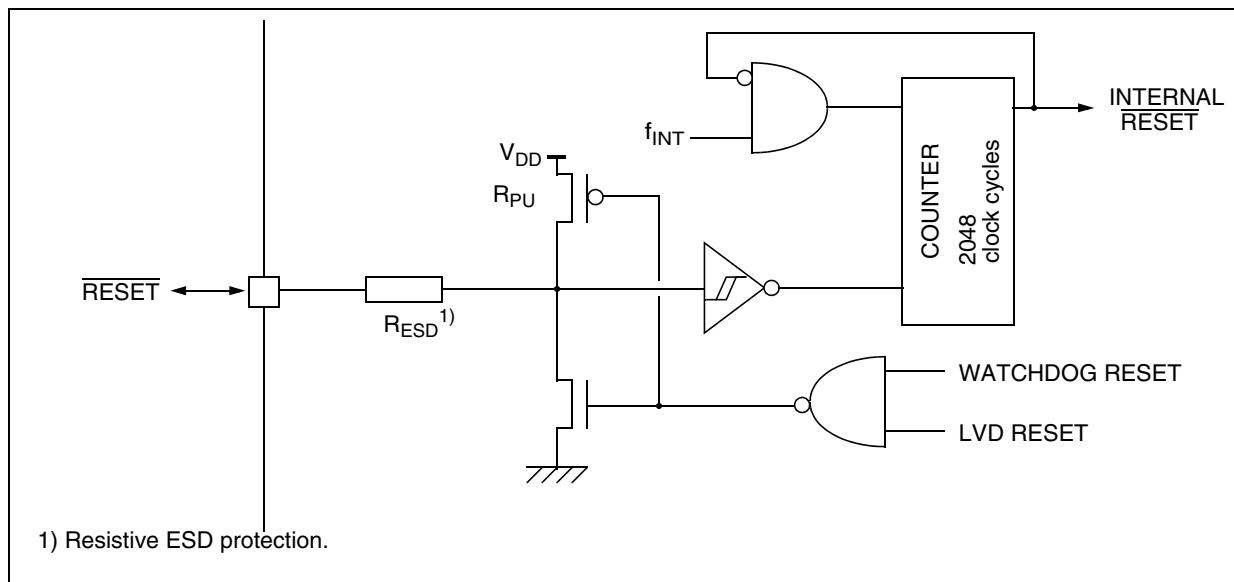 INTERNAL
RESET
f_INT
V_DD
R_PU
COUNTER
2048
clock cycles
RESET
R_ESD 1)
WATCHDOG RESET
LVD RESET
1) Resistive ESD protection.